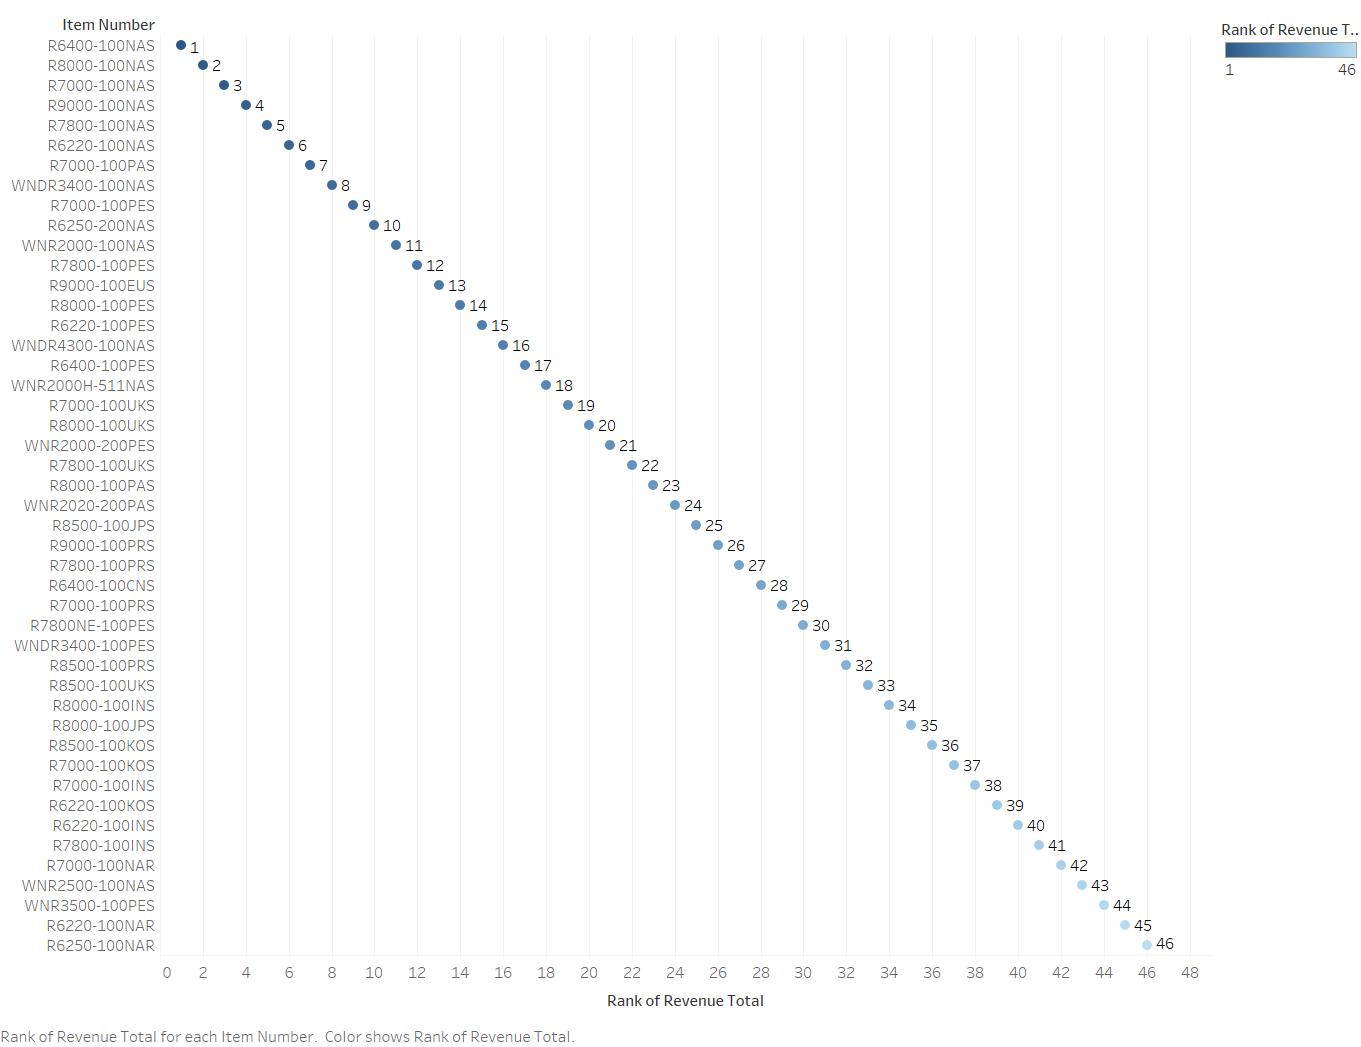 Item Number
Rank of Revenue T..
1 46
R6400-100NAS 1
R8000-100NAS 2
R7000-100NAS 3
R9000-100NAS 4
R7800-100NAS 5
R6220-100NAS 6
R7000-100PAS 7
WNDR3400-100NAS 8
R7000-100PES 9
R6250-200NAS 10
WNR2000-100NAS 11
R7800-100PES 12
R9000-100EUS 13
R8000-100PES 14
R6220-100PES 15
WNDR4300-100NAS 16
R6400-100PES 17
WNR2000H-511NAS 18
R7000-100UKS 19
R8000-100UKS 20
WNR2000-200PES 21
R7800-100UKS 22
R8000-100PAS 23
WNR2020-200PAS 24
R8500-100JPS 25
R9000-100PRS 26
R7800-100PRS 27
R6400-100CNS 28
R7000-100PRS 29
R7800NE-100PES 30
WNDR3400-100PES 31
R8500-100PRS 32
R8500-100UKS 33
R8000-100INS 34
R8000-100JPS 35
R8500-100KOS 36
R7000-100KOS 37
R7000-100INS 38
R6220-100KOS 39
R6220-100INS 40
R7800-100INS 41
R7000-100NAR 42
WNR2500-100NAS 43
WNR3500-100PES 44
R6220-100NAR 45
R6250-100NAR 46
0 2 4 6 8 10 12 14 16 18 20 22 24 26 28 30 32 34 36 38 40 42 44 46 48
Rank of Revenue Total
Rank of Revenue Total for each Item Number. Color shows Rank of Revenue Total.